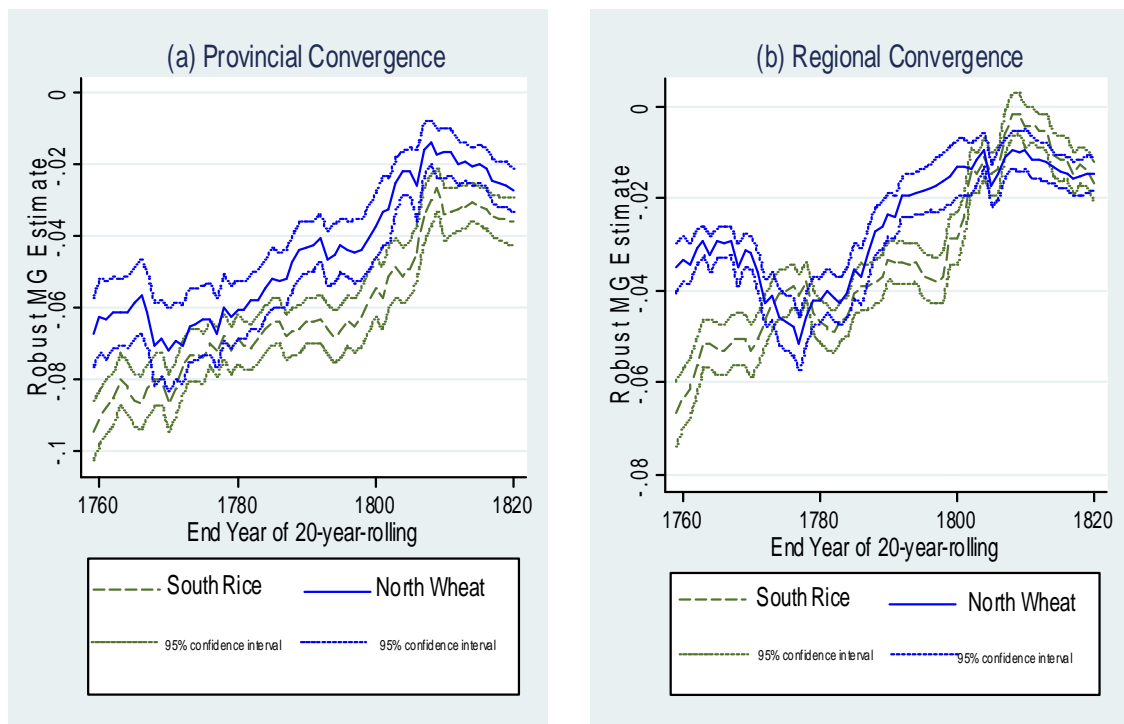 (a) Provincial Convergence
Robust MG Estimate
0
-.02
-.04
-.06
-.08
-.1
1760 1780 1800 1820
End Year of 20-year-rolling
South Rice North Wheat
95% confidence interval 95% confidence interval
(b) Regional Convergence
Robust MG Estimate
0
-.02
-.04
-.06
-.08
1760 1780 1800 1820
End Year of 20-year-rolling
South Rice North Wheat
95% confidence interval 95% confidence interval